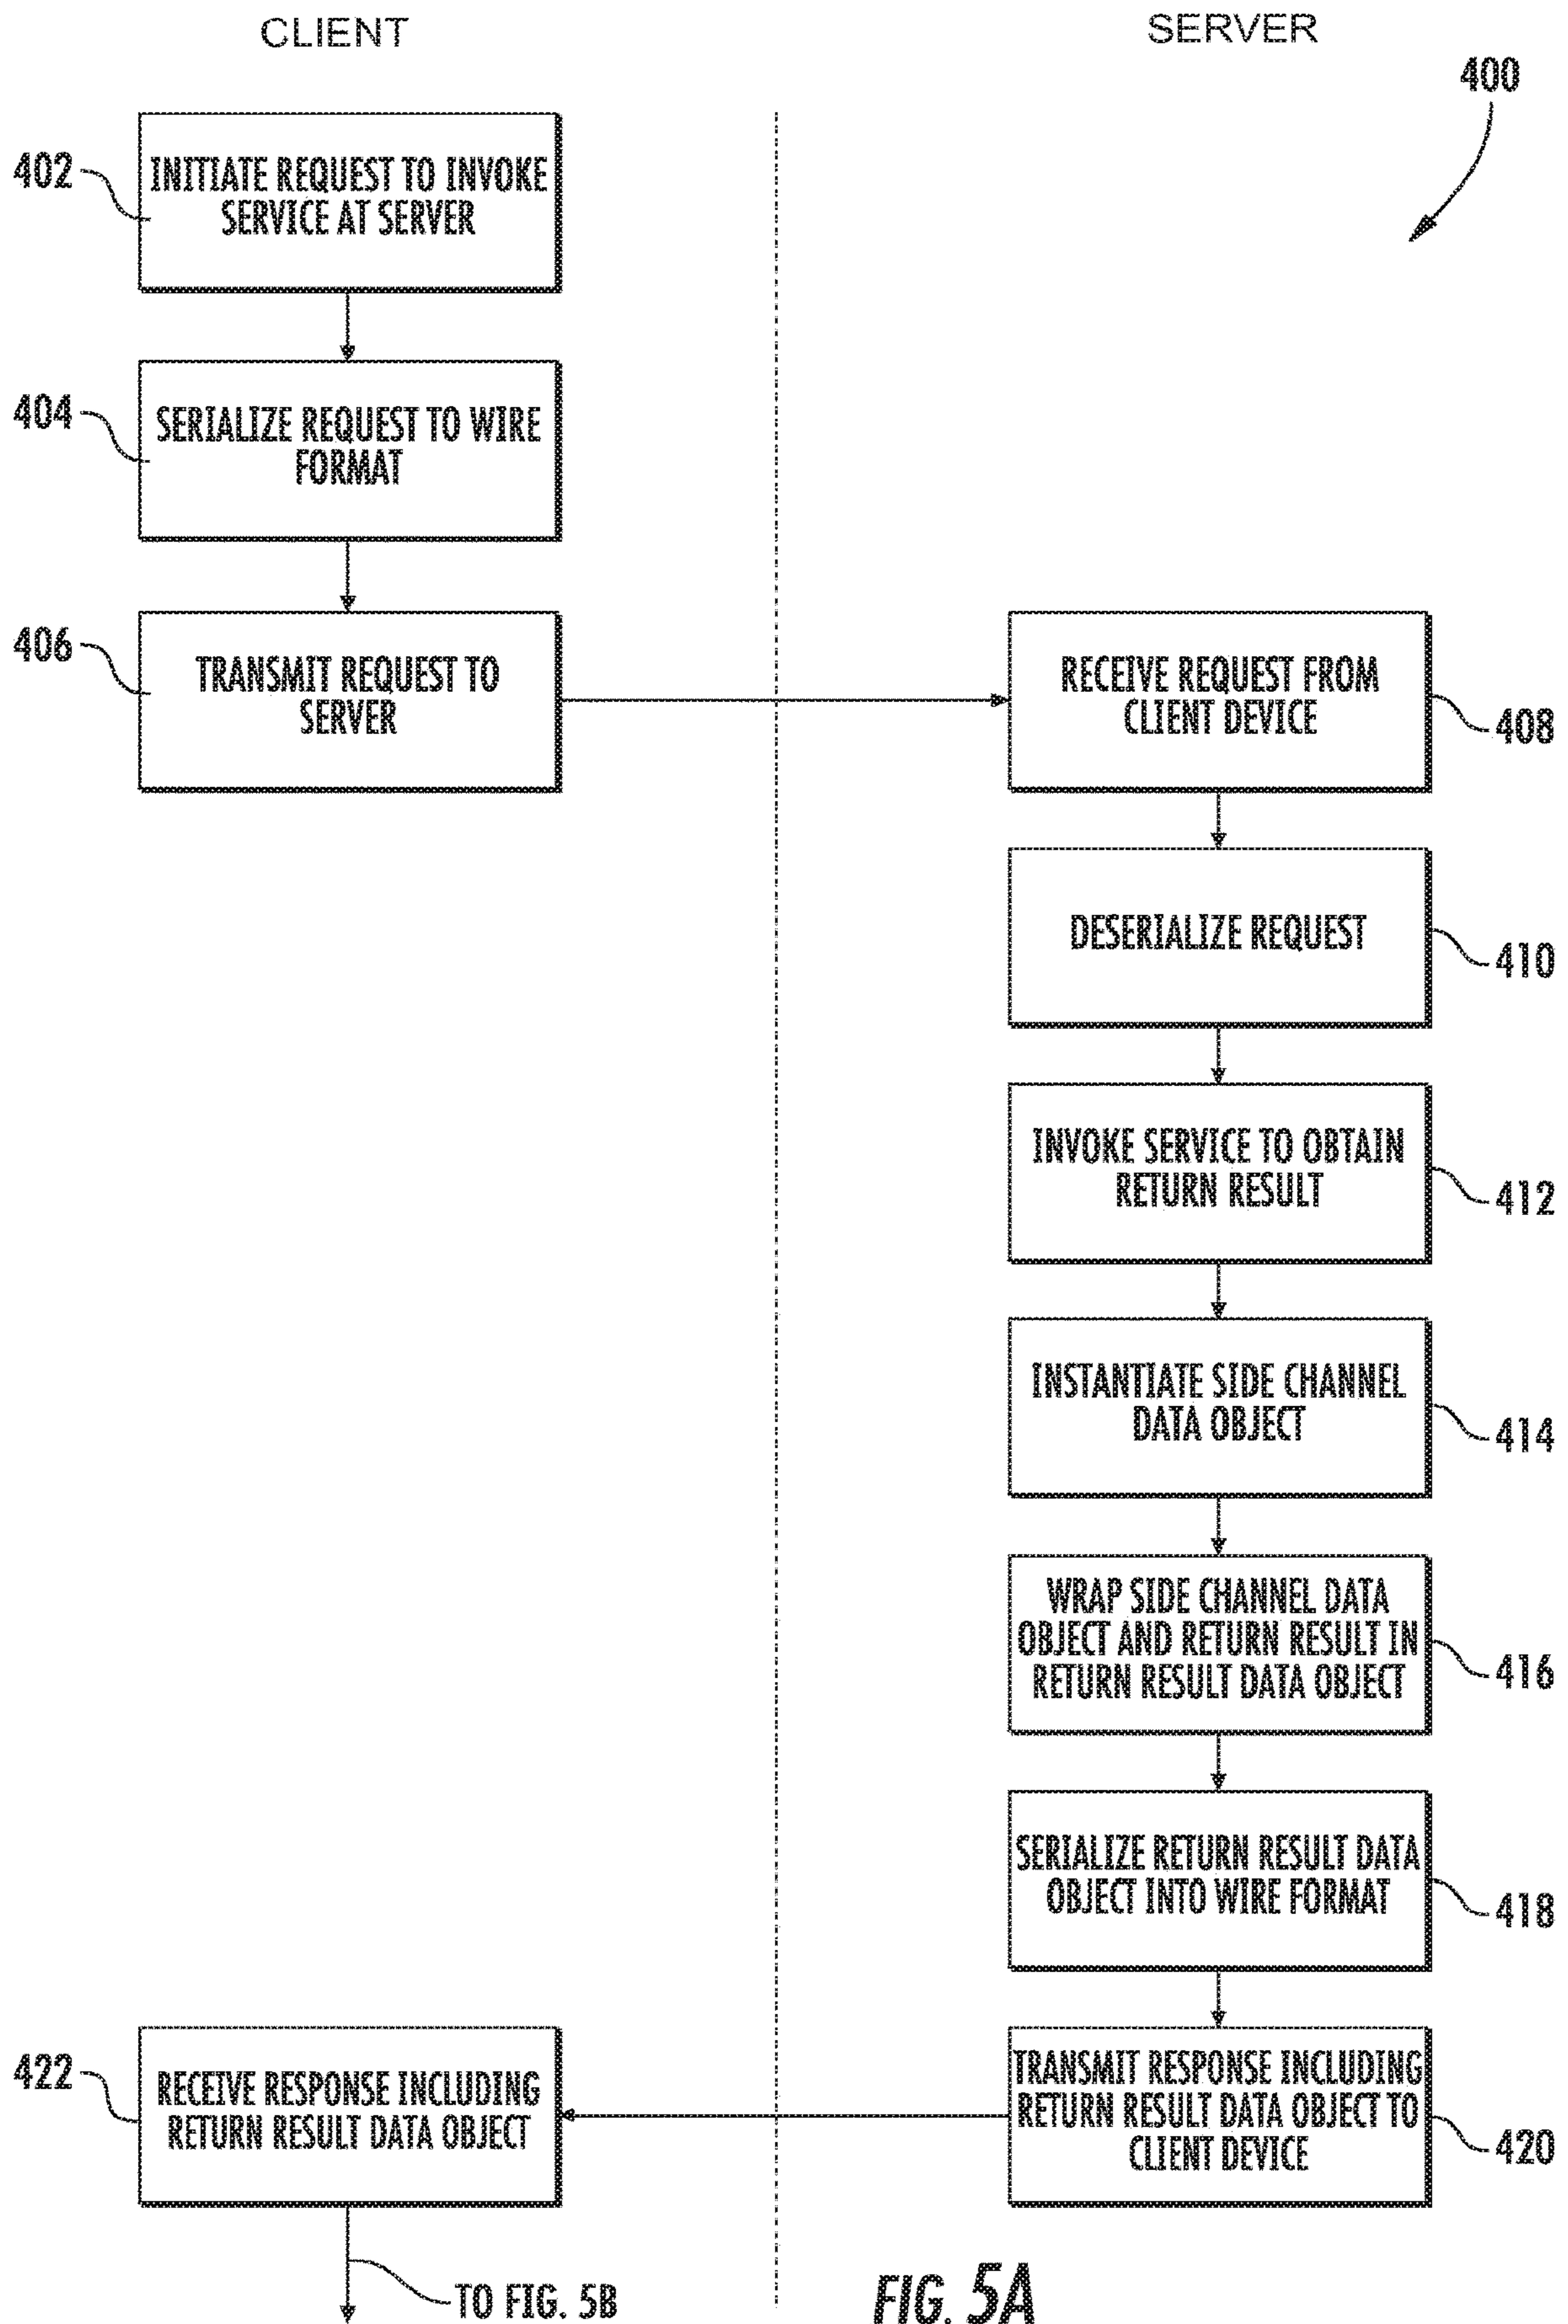 CLIENT
SERVER
400
402
INITIATE REQUEST TO INVOKE
SERVICE AT SERVER
404
SERIALIZE REQUEST TO WIRE
FORMAT
406
TRANSMIT REQUEST TO
SERVER
RECEIVE REQUEST FROM
CLIENT DEVICE
408
DESERIALIZE REQUEST
410
INVOKE SERVICE TO OBTAIN
RETURN RESULT
412
INSTANTIATE SIDE CHANNEL
DATA OBJECT
414
WRAP SIDE CHANNEL DATA
OBJECT AND RETURN RESULT IN
RETURN RESULT DATA OBJECT
416
SERIALIZE RETURN RESULT DATA
OBJECT INTO WIRE FORMAT
418
TRANSMIT RESPONSE INCLUDING
RETURN RESULT DATA OBJECT TO
CLIENT DEVICE
420
422
RECEIVE RESPONSE INCLUDING
RETURN RESULT DATA OBJECT
TO FIG. 5B
FIG. 5A